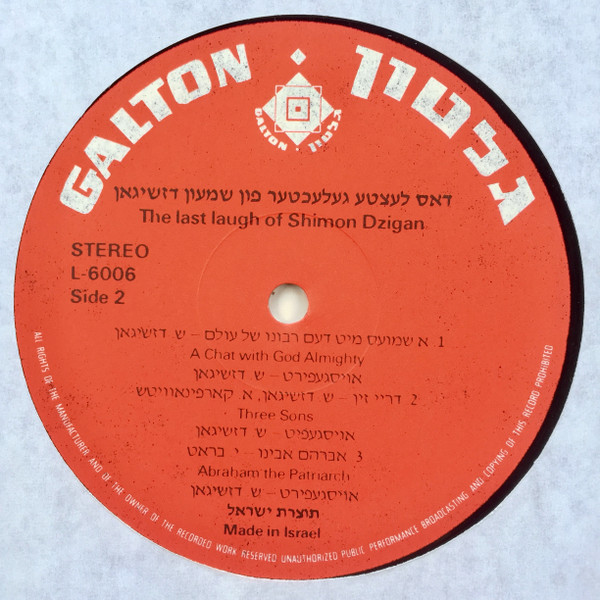 GALTON · גלטון
GALTON · גלטון
דאס לעצטע געלעכטער פון שמעון דזשיגאן
The last laugh of Shimon Dzigan
STEREO
L-6006
Side 2
1. א שמועס מיט דעם רבונו של עולם – ש. דזשיגאן
A Chat with God Almighty
אויסגעפירט – ש. דזשיגאן
2. דריי זין – ש. דזשיגאן, א. קארפינאוויטש
Three Sons
אויסגעפיט – ש. דזשיגאן
3. אברהם אבינו – י. בראט
Abraham the Patriarch
אויסגעפירט – ש. דזשיגאן
תוצרת ישראל
Made in Israel
ALL RIGHTS OF THE MANUFACTURER AND OF THE OWNER OF THE RECORDED WORK RESERVED UNAUTHORIZED PUBLIC PERFORMANCE BROADCASTING AND COPYING OF THIS RECORD PROHIBITED